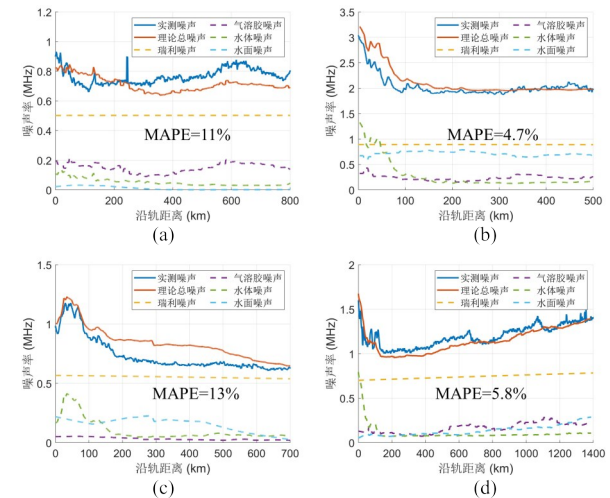 (a)
噪声率 (MHz)
1
0.8
0.6
0.4
0.2
0
实测噪声 气溶胶噪声
理论总噪声 水体噪声
瑞利噪声 水面噪声
MAPE=11%
0 200 400 600 800
沿轨距离 (km)
(a)
(b)
噪声率 (MHz)
3.5
3
2.5
2
1.5
1
0.5
0
实测噪声 气溶胶噪声
理论总噪声 水体噪声
瑞利噪声 水面噪声
MAPE=4.7%
0 100 200 300 400 500
沿轨距离 (km)
(b)
(c)
噪声率 (MHz)
1.5
1
0.5
0
实测噪声 气溶胶噪声
理论总噪声 水体噪声
瑞利噪声 水面噪声
MAPE=13%
0 100 200 300 400 500 600 700
沿轨距离 (km)
(c)
(d)
噪声率 (MHz)
2
1.5
1
0.5
0
实测噪声 气溶胶噪声
理论总噪声 水体噪声
瑞利噪声 水面噪声
MAPE=5.8%
0 200 400 600 800 1000 1200 1400
沿轨距离 (km)
(d)